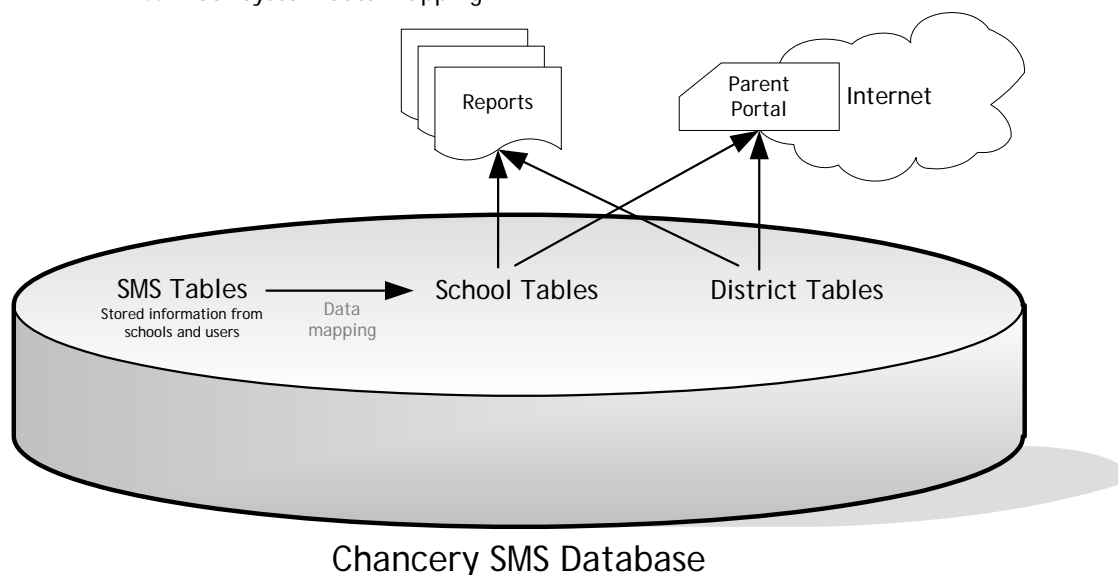 Reports
Parent
Portal
Internet
SMS Tables
Stored information from
schools and users
Data
mapping
School Tables
District Tables
Chancery SMS Database